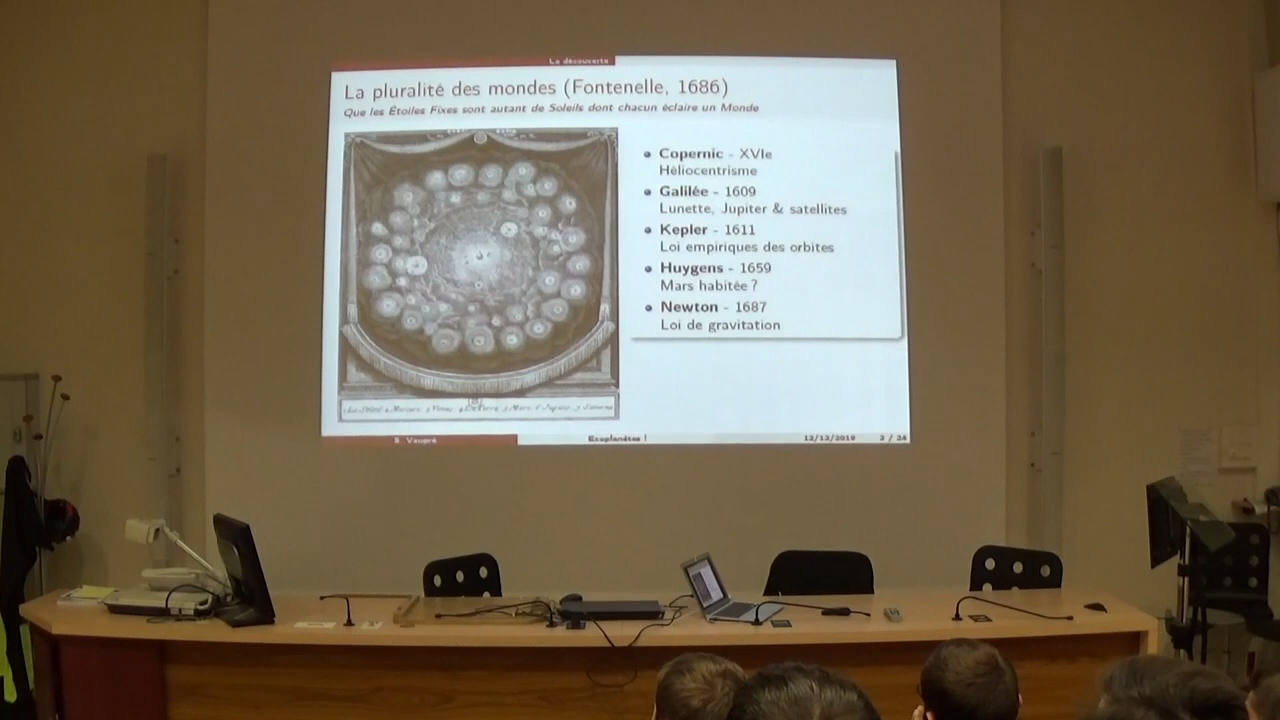 La découverte
La pluralité des mondes (Fontenelle, 1686)
Que les Étoiles Fixes sont autant de Soleils dont chacun éclaire un Monde
Copernic - XVIe
Héliocentrisme
Galilée - 1609
Lunette, Jupiter & satellites
Kepler - 1611
Loi empiriques des orbites
Huygens - 1659
Mars habitée ?
Newton - 1687
Loi de gravitation
Exoplanètes !
12/12/2019
2 / 24